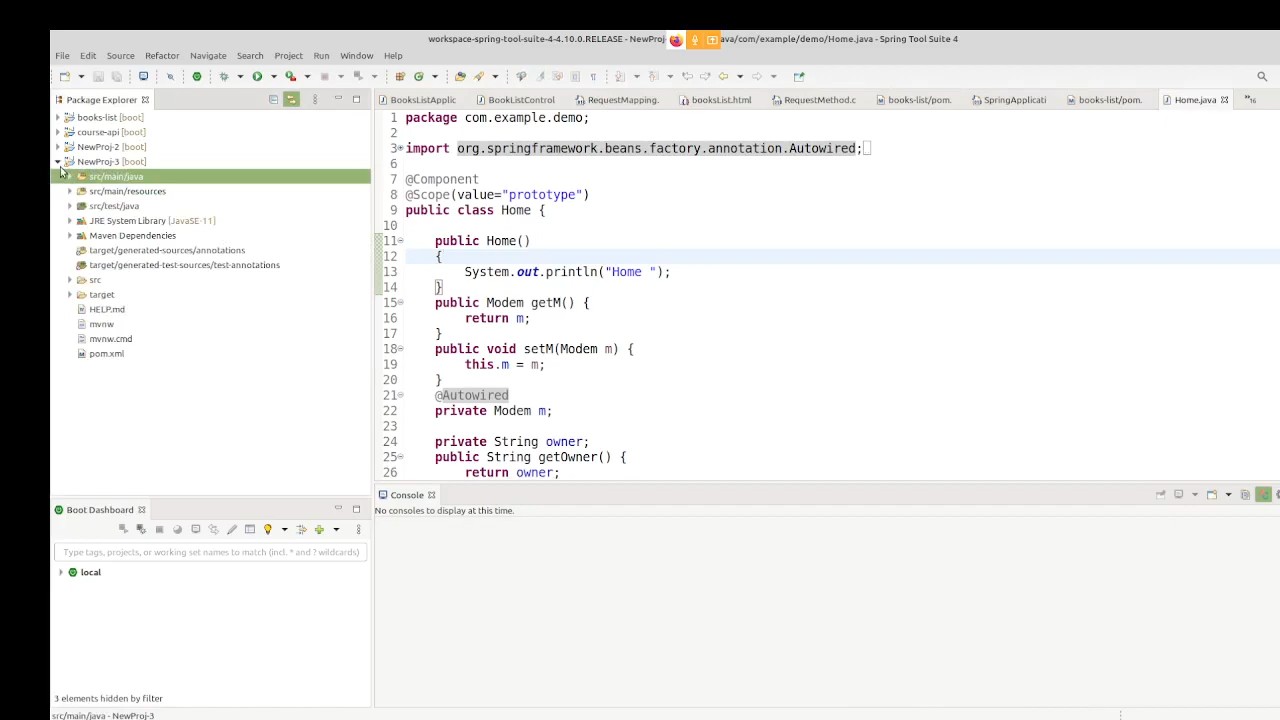 workspace-spring-tool-suite-4-4.10.0.RELEASE - NewProj- ava/com/example/demo/Home.java - Spring Tool Suite 4
File Edit Source Refactor Navigate Search Project Run Window Help
Package Explorer
BooksListApplic BookListControl RequestMapping. booksList.html RequestMethod.c books-list/pom. SpringApplicati books-list/pom. Home.java
books-list [boot]
course-api [boot]
NewProj-2 [boot]
NewProj-3 [boot]
src/main/java
src/main/resources
src/test/java
JRE System Library [JavaSE-11]
Maven Dependencies
target/generated-sources/annotations
target/generated-test-sources/test-annotations
src
target
HELP.md
mvnw
mvnw.cmd
pom.xml
1 package com.example.demo;
2
3 import org.springframework.beans.factory.annotation.Autowired;
6
7 @Component
8 @Scope(value="prototype")
9 public class Home {
10
11 public Home()
12 {
13 System.out.println("Home ");
14 }
15 public Modem getM() {
16 return m;
17 }
18 public void setM(Modem m) {
19 this.m = m;
20 }
21 @Autowired
22 private Modem m;
23
24 private String owner;
25 public String getOwner() {
26 return owner;
Console
No consoles to display at this time.
Boot Dashboard
Type tags, projects, or working set names to match (incl. * and ? wildcards)
local
3 elements hidden by filter
src/main/java - NewProj-3